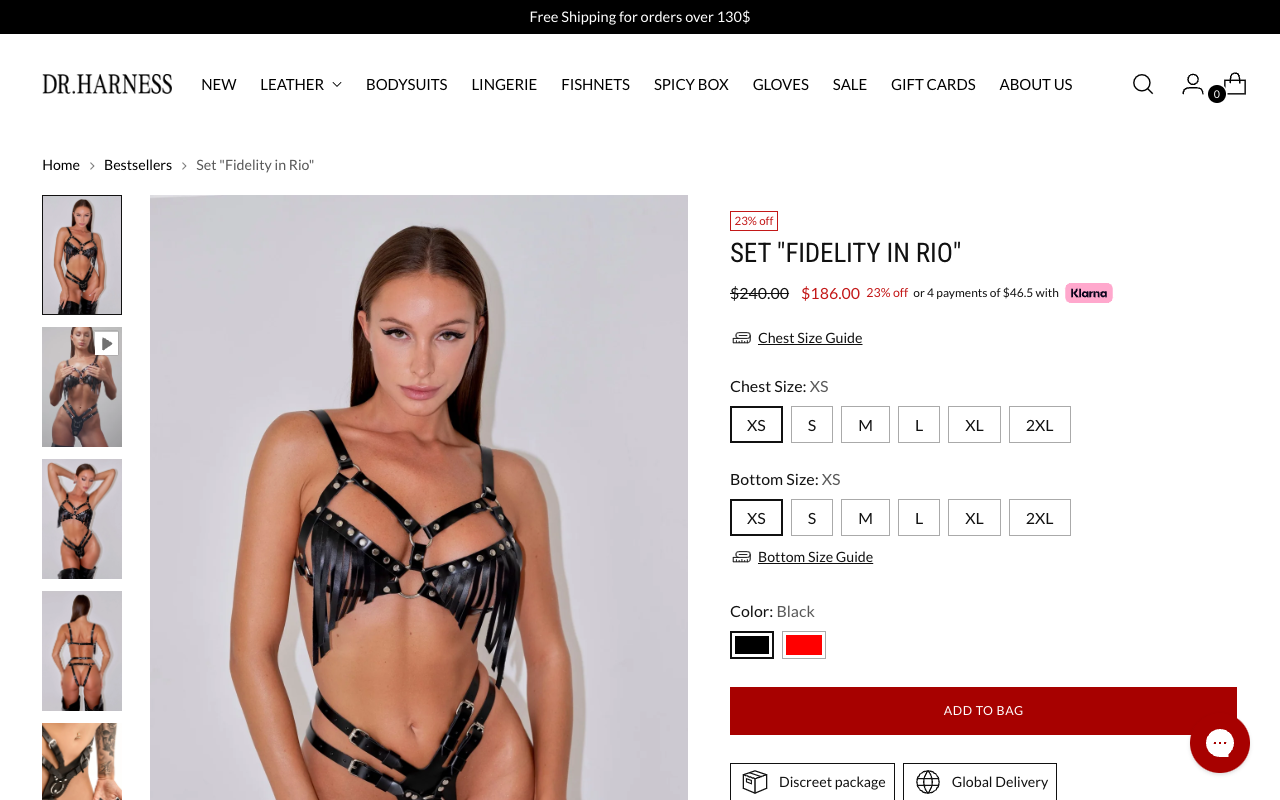 Free Shipping for orders over 130$
DR.HARNESS
NEW LEATHER BODYSUITS LINGERIE FISHNETS SPICY BOX GLOVES SALE GIFT CARDS ABOUT US
0
Home Bestsellers Set "Fidelity in Rio"
23% off
SET "FIDELITY IN RIO"
$240.00 $186.00 23% off or 4 payments of $46.5 with Klarna
Chest Size Guide
Chest Size: XS
XS S M L XL 2XL
Bottom Size: XS
XS S M L XL 2XL
Bottom Size Guide
Color: Black
ADD TO BAG
Discreet package Global Delivery